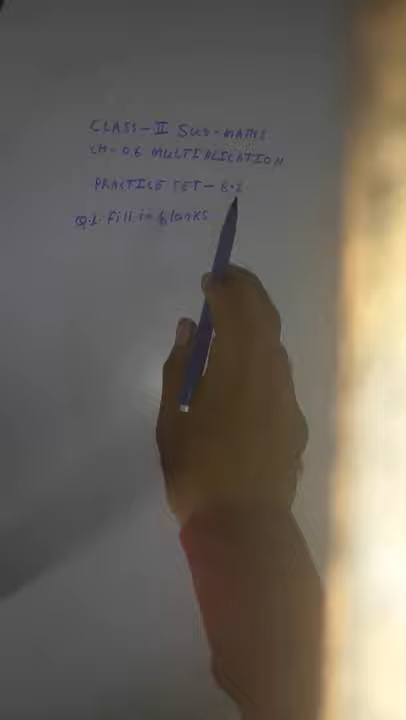 CLASS-II SUB-MATHS
CH-06 MULTIPLICATION
PRACTICE SET-
Q.1. fill in blanks